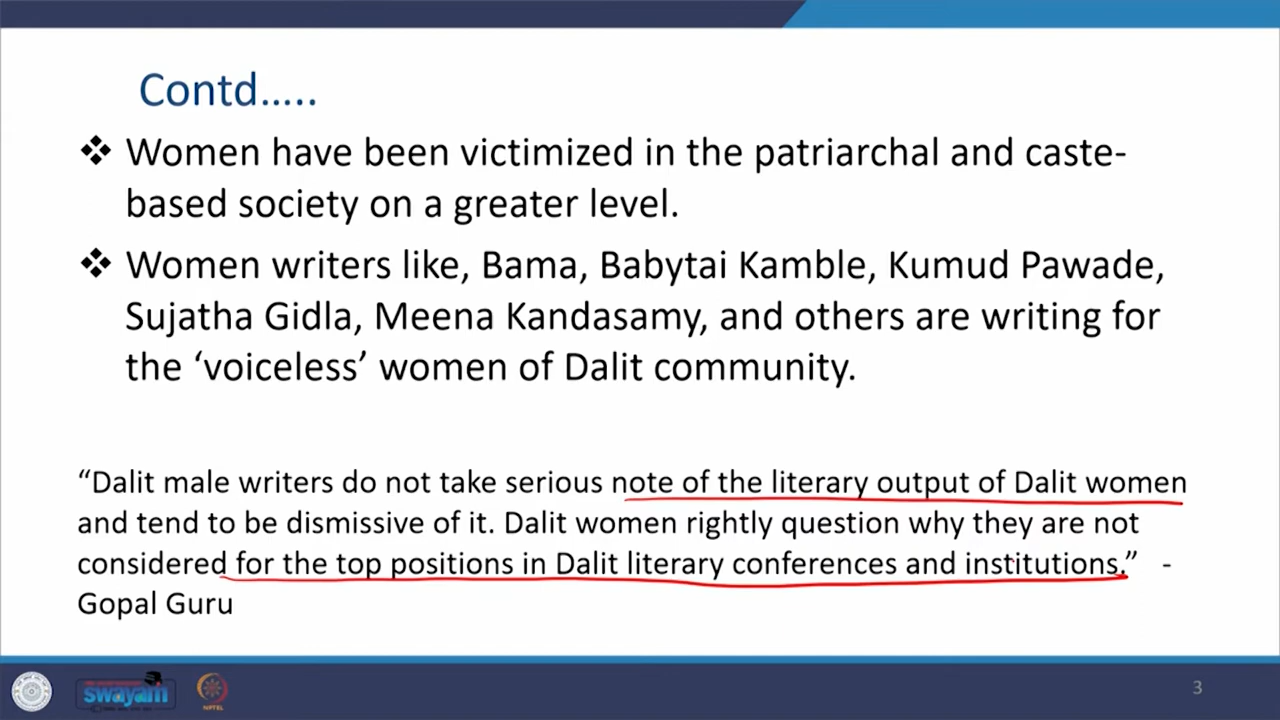 Contd.....
❖ Women have been victimized in the patriarchal and caste-
based society on a greater level.
❖ Women writers like, Bama, Babytai Kamble, Kumud Pawade,
Sujatha Gidla, Meena Kandasamy, and others are writing for
the ‘voiceless’ women of Dalit community.
“Dalit male writers do not take serious note of the literary output of Dalit women
and tend to be dismissive of it. Dalit women rightly question why they are not
considered for the top positions in Dalit literary conferences and institutions.” -
Gopal Guru
swayam
NPTEL
3